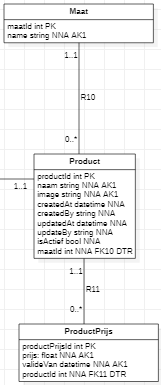 Maat
maatId int PK
name string NNA AK1
1..1
R10
0..*
Product
productId int PK
naam string NNA AK1
image string NNA AK1
createdAt datetime NNA
createdBy string NNA
updatedAt datetime NNA
updateBy string NNA
isActief bool NNA
maatId int NNA FK10 DTR
1..1
1..1
R11
0..*
ProductPrijs
productPrijsId int PK
prijs: float NNA AK1
valideVan datetime NNA AK1
productId int NNA FK11 DTR